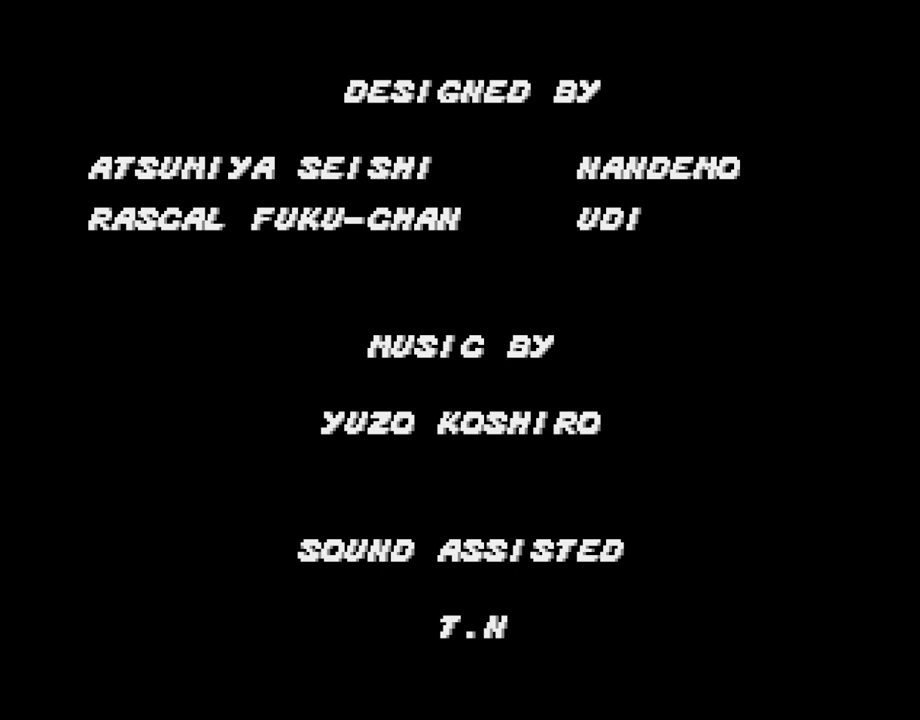 DESIGNED BY
ATSUMIYA SEISHI NANDEMO
RASCAL FUKU-CHAN UDI
MUSIC BY
YUZO KOSHIRO
SOUND ASSISTED
T.N